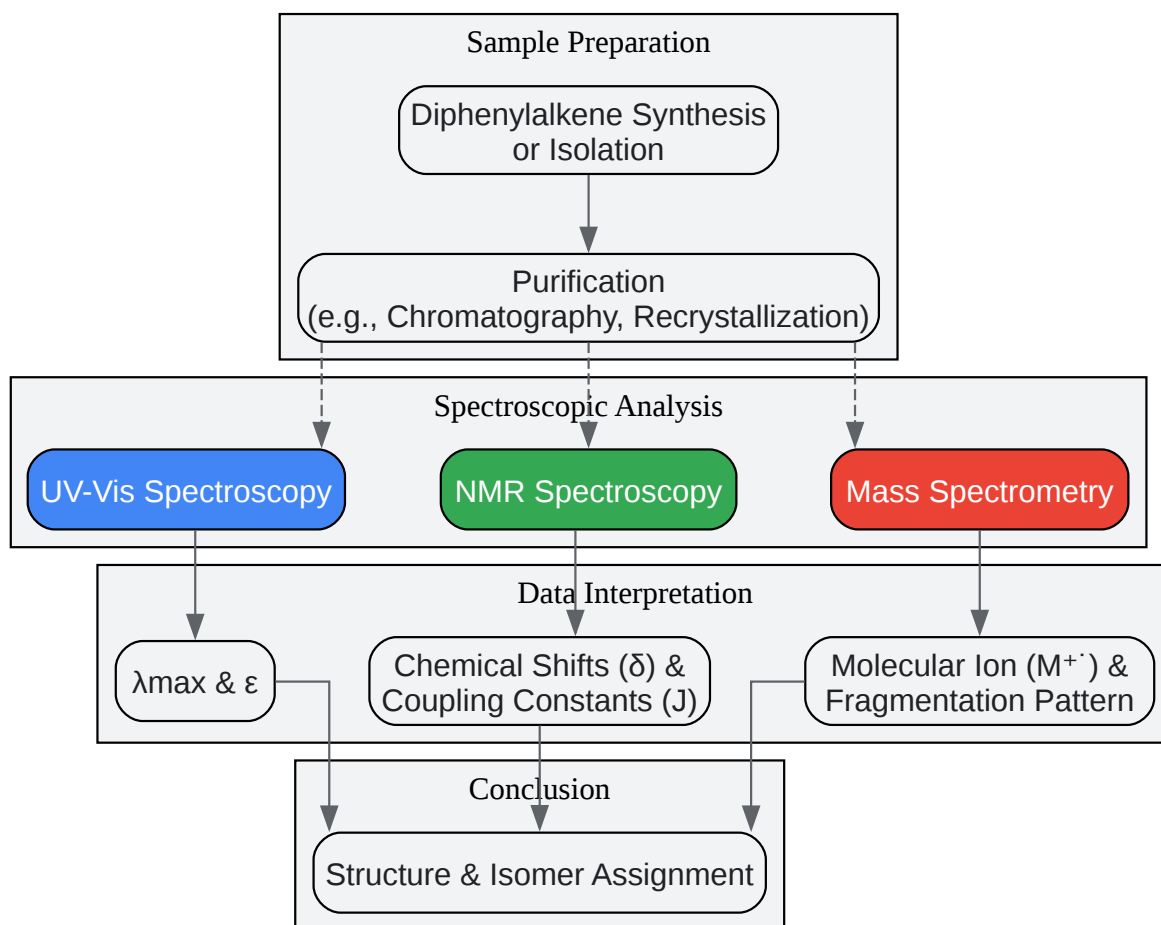 Sample Preparation
Diphenylalkene Synthesis
or Isolation
Purification
(e.g., Chromatography, Recrystallization)
Spectroscopic Analysis
UV-Vis Spectroscopy
NMR Spectroscopy
Mass Spectrometry
Data Interpretation
λmax & ε
Chemical Shifts (δ) &
Coupling Constants (J)
Molecular Ion (M⁺˙) &
Fragmentation Pattern
Conclusion
Structure & Isomer Assignment